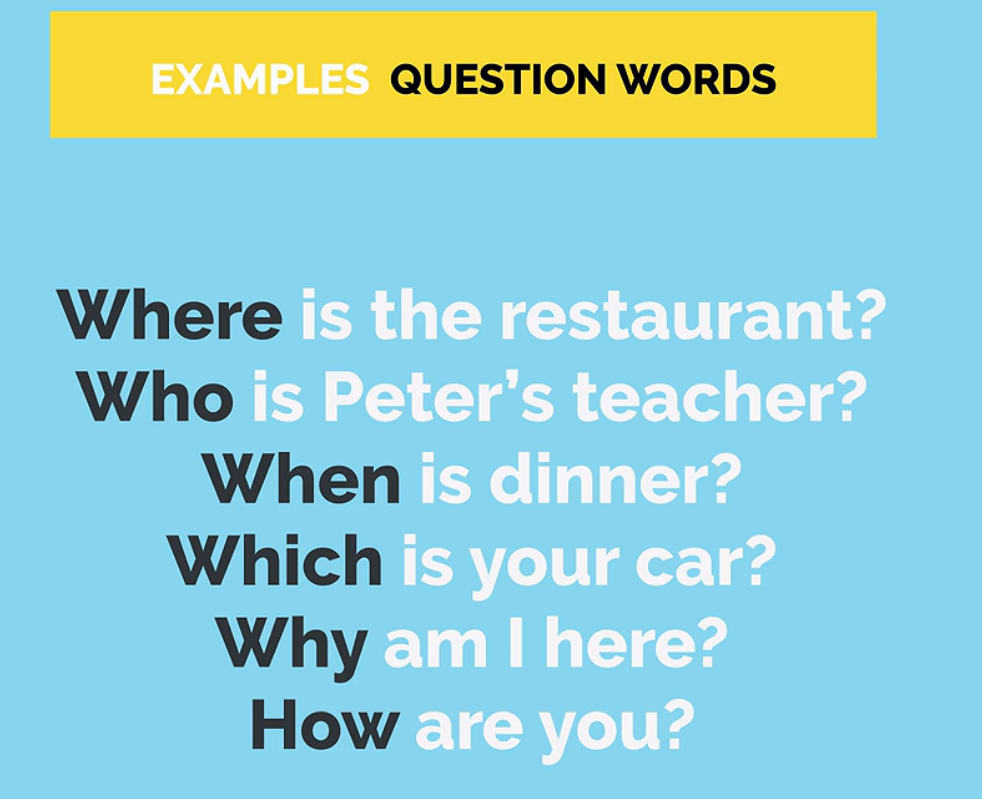 EXAMPLES QUESTION WORDS
Where is the restaurant?
Who is Peter’s teacher?
When is dinner?
Which is your car?
Why am I here?
How are you?